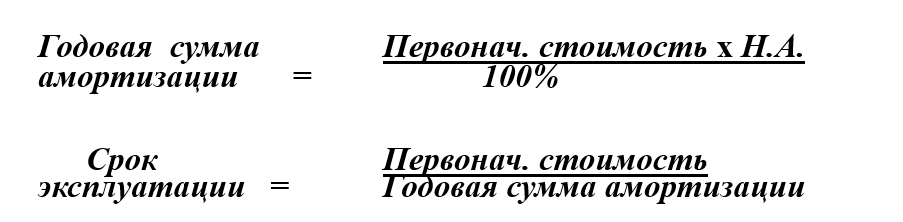 Годовая сумма Первонач. стоимость х Н.А.
амортизации = 100%
Срок Первонач. стоимость
эксплуатации = Годовая сумма амортизации